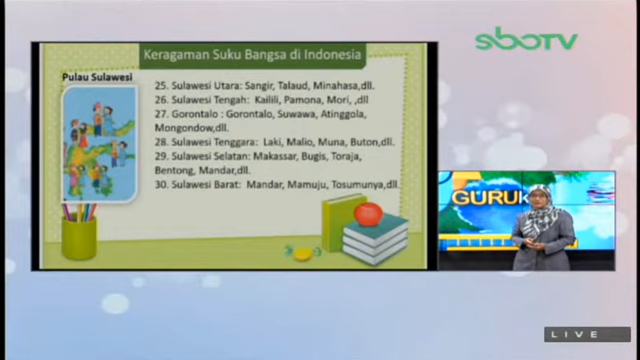 sboTV
Keragaman Suku Bangsa di Indonesia
Pulau Sulawesi
25. Sulawesi Utara: Sangir, Talaud, Minahasa,dll.
26. Sulawesi Tengah: Kailili, Pamona, Mori, ,dll
27. Gorontalo : Gorontalo, Suwawa, Atinggola,
Mongondow,dll.
28. Sulawesi Tenggara: Laki, Malio, Muna, Buton,dll.
29. Sulawesi Selatan: Makassar, Bugis, Toraja,
Bentong, Mandar,dll.
30. Sulawesi Barat: Mandar, Mamuju, Tosumunya,dll.
GURUK
LIVE